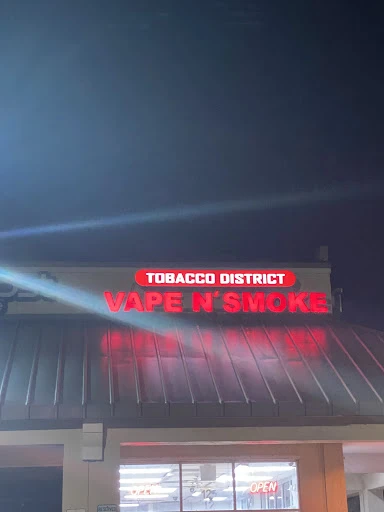 TOBACCO DISTRICT
VAPE N' SMOKE
OPEN